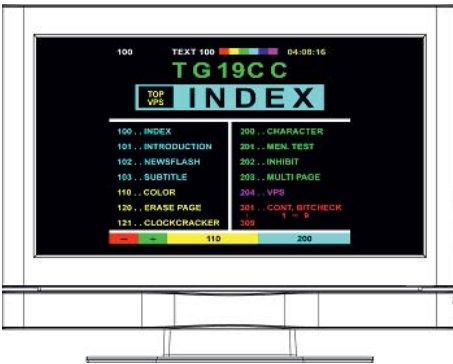 100 TEXT 100 04:08:16
TG19CC
TOP VPS INDEX
100 . . INDEX
101 . . INTRODUCTION
102 . . NEWSFLASH
103 . . SUBTITLE
110 . . COLOR
120 . . ERASE PAGE
121 . . CLOCKCRACKER
200 . . CHARACTER
201 . . MEN. TEST
202 . . INHIBIT
203 . . MULTI PAGE
204 . . VPS
301 . . CONT. BITCHECK
: 1 – 9
309
– + 110 200